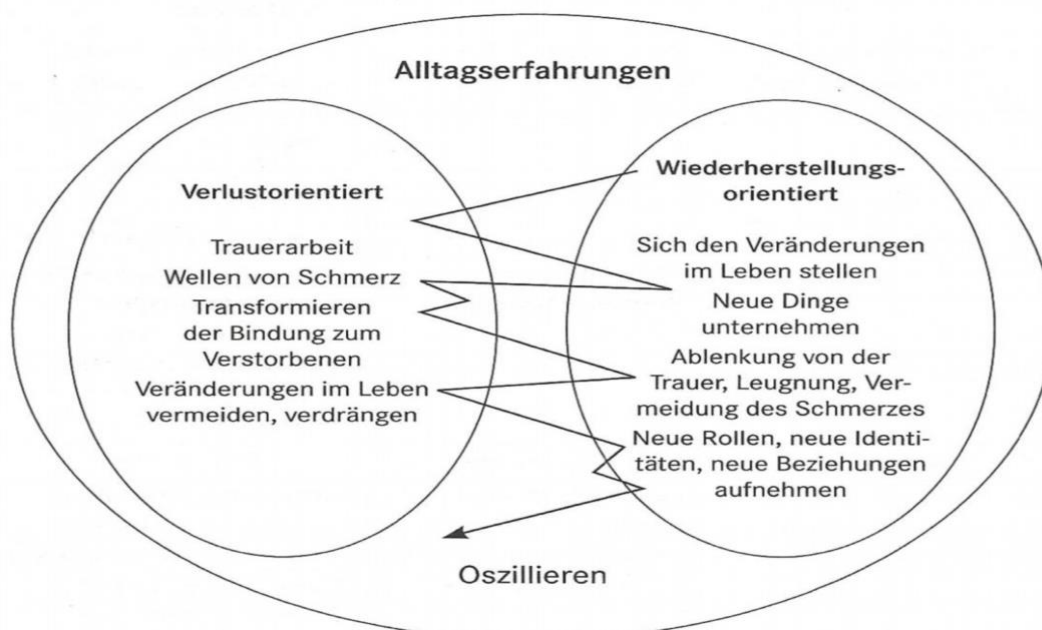 Alltagserfahrungen
Verlustorientiert
Trauerarbeit
Wellen von Schmerz
Transformieren
der Bindung zum
Verstorbenen
Veränderungen im Leben
vermeiden, verdrängen
Wiederherstellungs-
orientiert
Sich den Veränderungen
im Leben stellen
Neue Dinge
unternehmen
Ablenkung von der
Trauer, Leugnung, Ver-
meidung des Schmerzes
Neue Rollen, neue Identi-
täten, neue Beziehungen
aufnehmen
Oszillieren